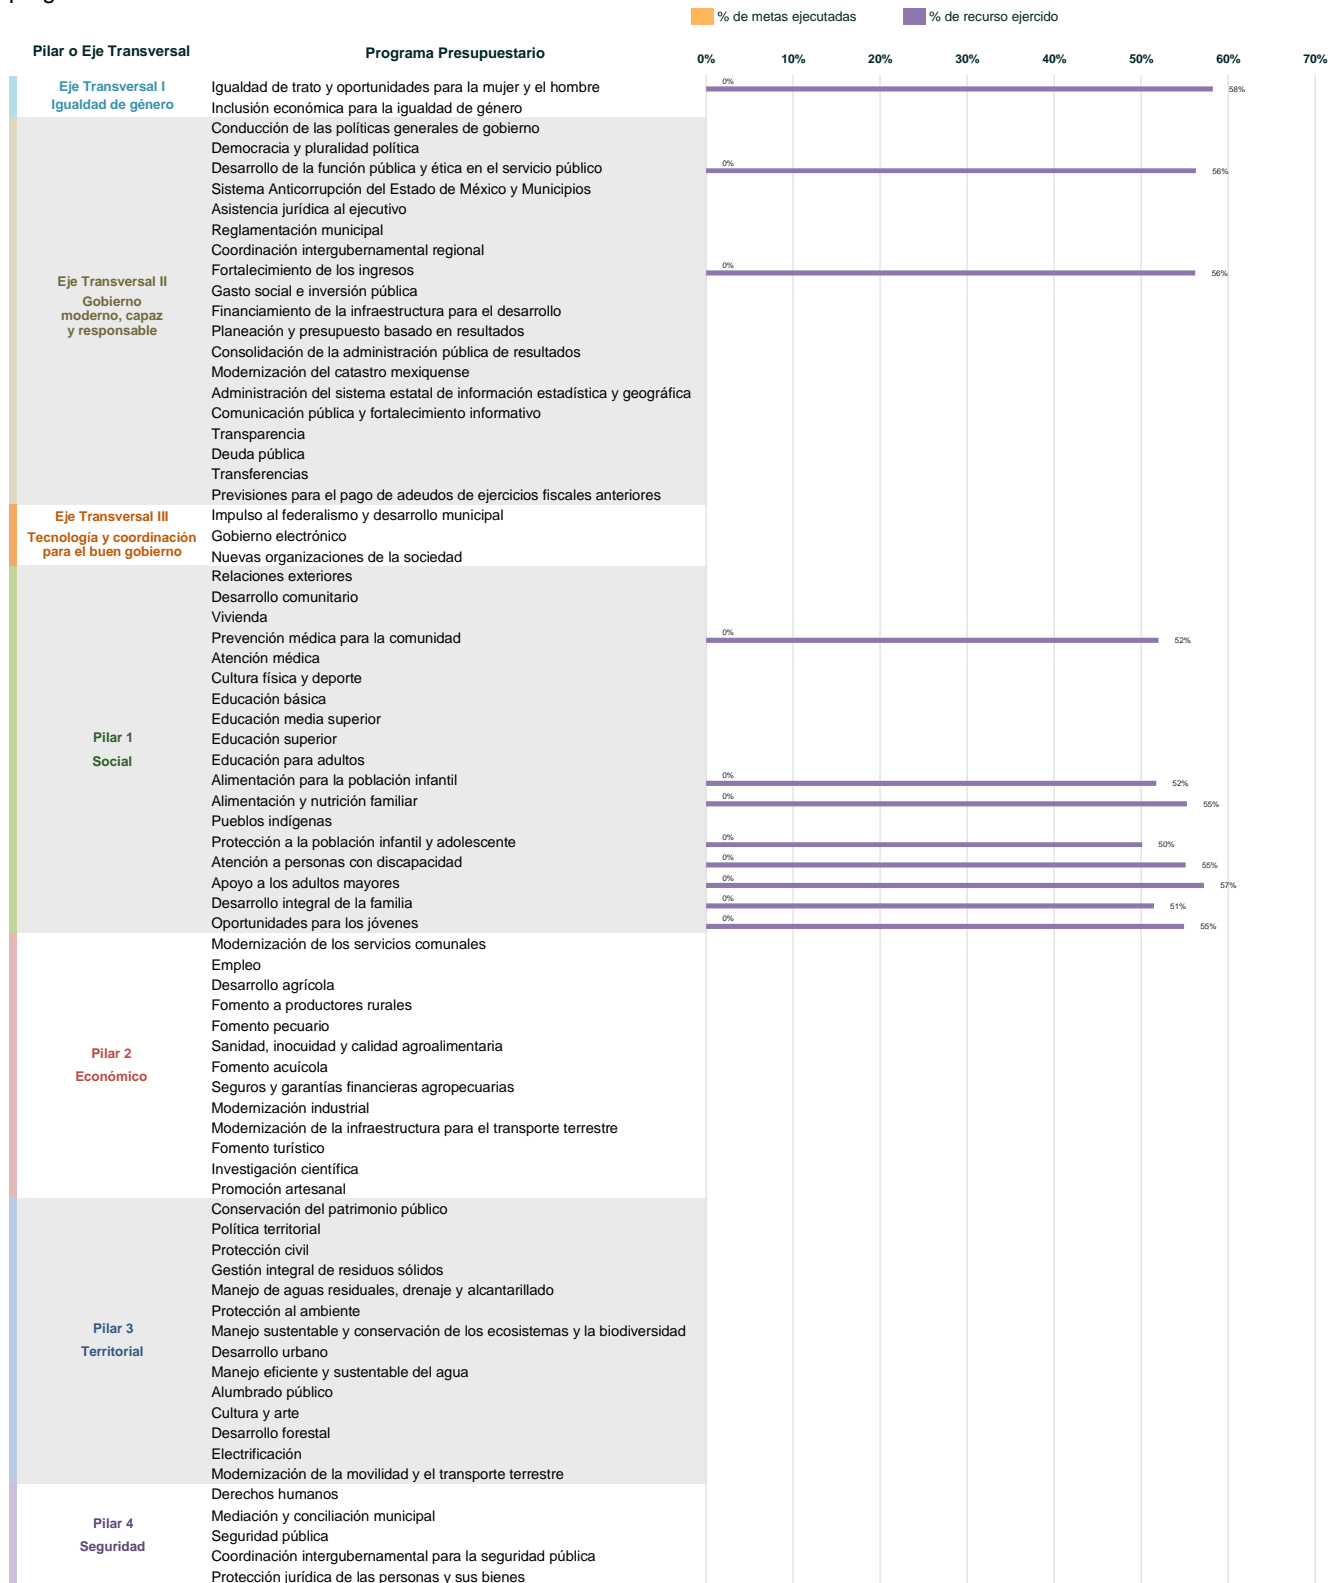 % de metas ejecutadas % de recurso ejercido
Pilar o Eje Transversal Programa Presupuestario 0% 10% 20% 30% 40% 50% 60% 70%
Eje Transversal I
Igualdad de género
Igualdad de trato y oportunidades para la mujer y el hombre 0% 58%
Inclusión económica para la igualdad de género
Eje Transversal II
Gobierno
moderno, capaz
y responsable
Conducción de las políticas generales de gobierno
Democracia y pluralidad política
Desarrollo de la función pública y ética en el servicio público 0% 56%
Sistema Anticorrupción del Estado de México y Municipios
Asistencia jurídica al ejecutivo
Reglamentación municipal
Coordinación intergubernamental regional
Fortalecimiento de los ingresos 0% 56%
Gasto social e inversión pública
Financiamiento de la infraestructura para el desarrollo
Planeación y presupuesto basado en resultados
Consolidación de la administración pública de resultados
Modernización del catastro mexiquense
Administración del sistema estatal de información estadística y geográfica
Comunicación pública y fortalecimiento informativo
Transparencia
Deuda pública
Transferencias
Previsiones para el pago de adeudos de ejercicios fiscales anteriores
Eje Transversal III
Tecnología y coordinación
para el buen gobierno
Impulso al federalismo y desarrollo municipal
Gobierno electrónico
Nuevas organizaciones de la sociedad
Pilar 1
Social
Relaciones exteriores
Desarrollo comunitario
Vivienda
Prevención médica para la comunidad 0% 52%
Atención médica
Cultura física y deporte
Educación básica
Educación media superior
Educación superior
Educación para adultos
Alimentación para la población infantil 0% 52%
Alimentación y nutrición familiar 0% 55%
Pueblos indígenas
Protección a la población infantil y adolescente 0% 50%
Atención a personas con discapacidad 0% 55%
Apoyo a los adultos mayores 0% 57%
Desarrollo integral de la familia 0% 51%
Oportunidades para los jóvenes 0% 55%
Pilar 2
Económico
Modernización de los servicios comunales
Empleo
Desarrollo agrícola
Fomento a productores rurales
Fomento pecuario
Sanidad, inocuidad y calidad agroalimentaria
Fomento acuícola
Seguros y garantías financieras agropecuarias
Modernización industrial
Modernización de la infraestructura para el transporte terrestre
Fomento turístico
Investigación científica
Promoción artesanal
Pilar 3
Territorial
Conservación del patrimonio público
Política territorial
Protección civil
Gestión integral de residuos sólidos
Manejo de aguas residuales, drenaje y alcantarillado
Protección al ambiente
Manejo sustentable y conservación de los ecosistemas y la biodiversidad
Desarrollo urbano
Manejo eficiente y sustentable del agua
Alumbrado público
Cultura y arte
Desarrollo forestal
Electrificación
Modernización de la movilidad y el transporte terrestre
Pilar 4
Seguridad
Derechos humanos
Mediación y conciliación municipal
Seguridad pública
Coordinación intergubernamental para la seguridad pública
Protección jurídica de las personas y sus bienes